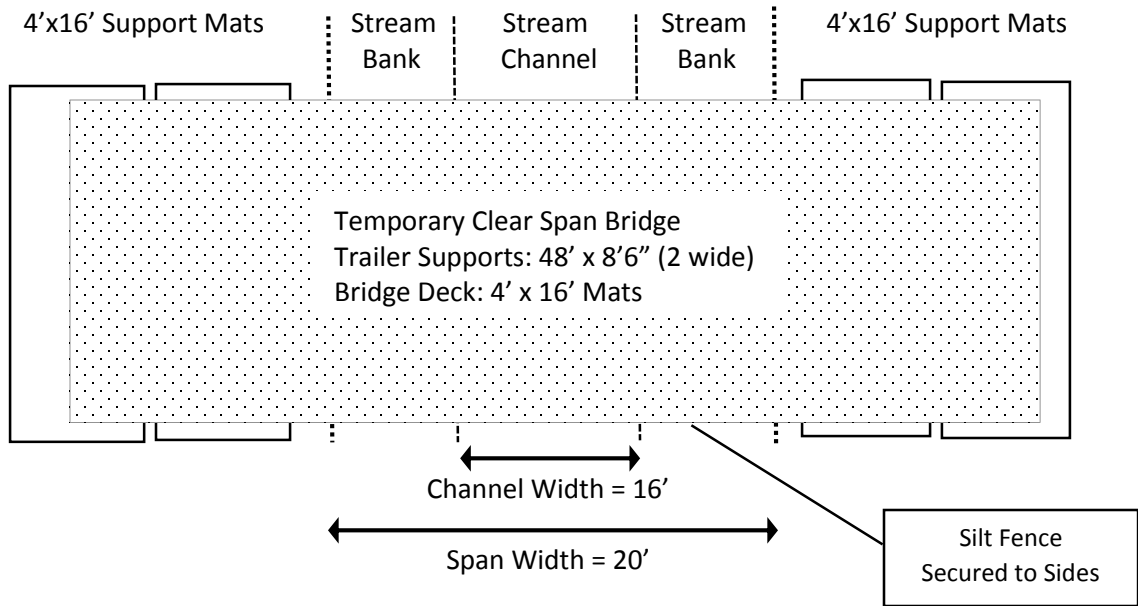 4’x16’ Support Mats
Stream
Bank
Stream
Channel
Stream
Bank
4’x16’ Support Mats
Temporary Clear Span Bridge
Trailer Supports: 48’ x 8’6” (2 wide)
Bridge Deck: 4’ x 16’ Mats
Channel Width = 16’
Span Width = 20’
Silt Fence
Secured to Sides